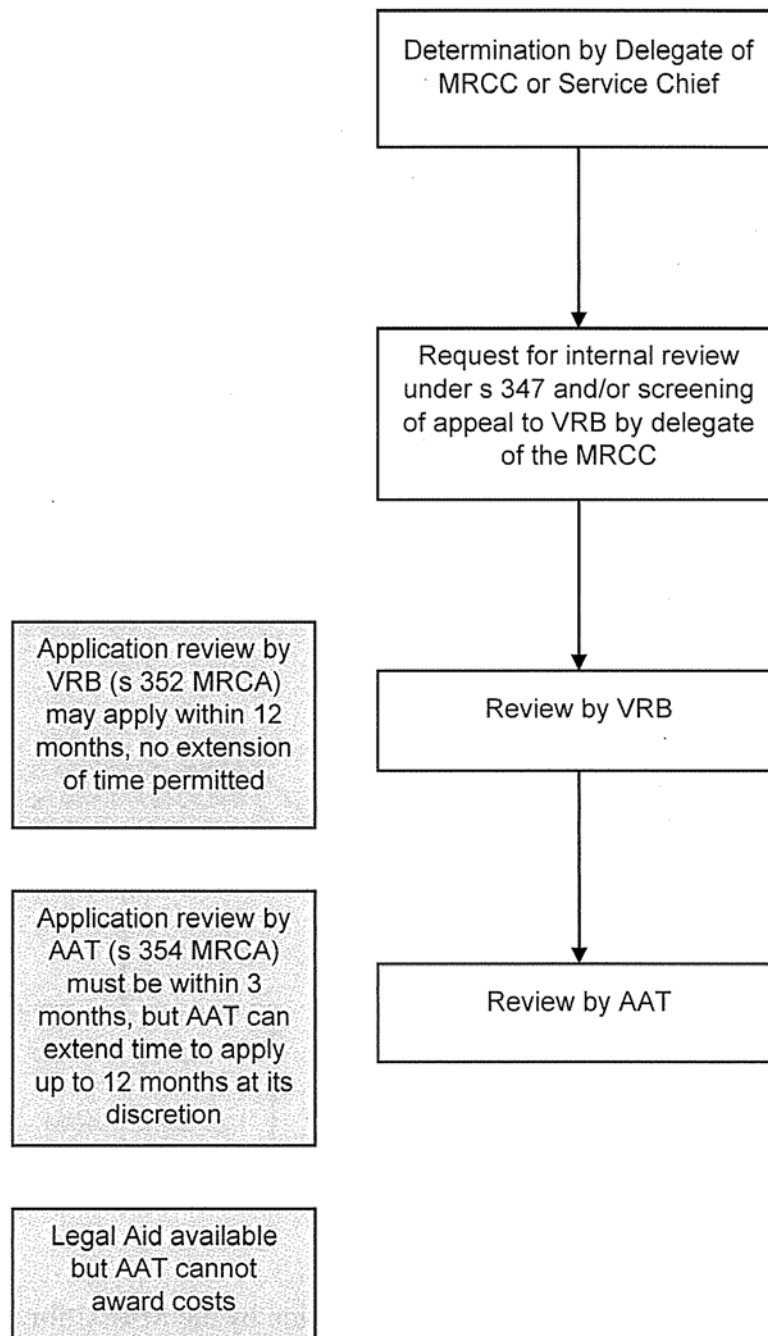 Determination by Delegate of
MRCC or Service Chief
Request for internal review
under s 347 and/or screening
of appeal to VRB by delegate
of the MRCC
Application review by
VRB (s 352 MRCA)
may apply within 12
months, no extension
of time permitted
Review by VRB
Application review by
AAT (s 354 MRCA)
must be within 3
months, but AAT can
extend time to apply
up to 12 months at its
discretion
Review by AAT
Legal Aid available
but AAT cannot
award costs